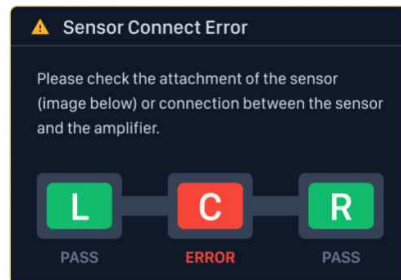 Sensor Connect Error
Please check the attachment of the sensor
(image below) or connection between the sensor
and the amplifier.
L C R
PASS ERROR PASS